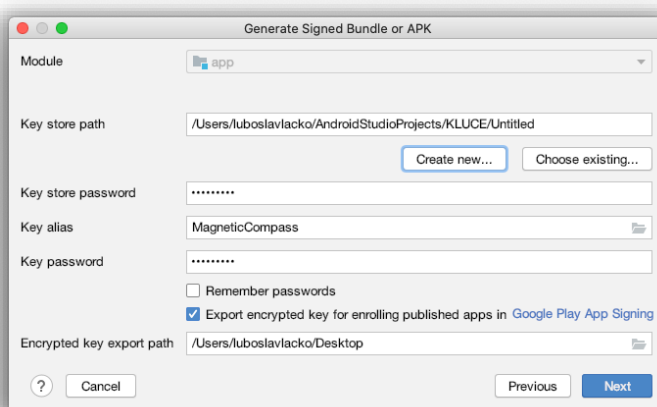 Generate Signed Bundle or APK
Module app
Key store path /Users/luboslavlacko/AndroidStudioProjects/KLUCE/Untitled
Create new... Choose existing...
Key store password •••••••••
Key alias MagneticCompass
Key password •••••••••
Remember passwords
Export encrypted key for enrolling published apps in Google Play App Signing
Encrypted key export path /Users/luboslavlacko/Desktop
? Cancel Previous Next